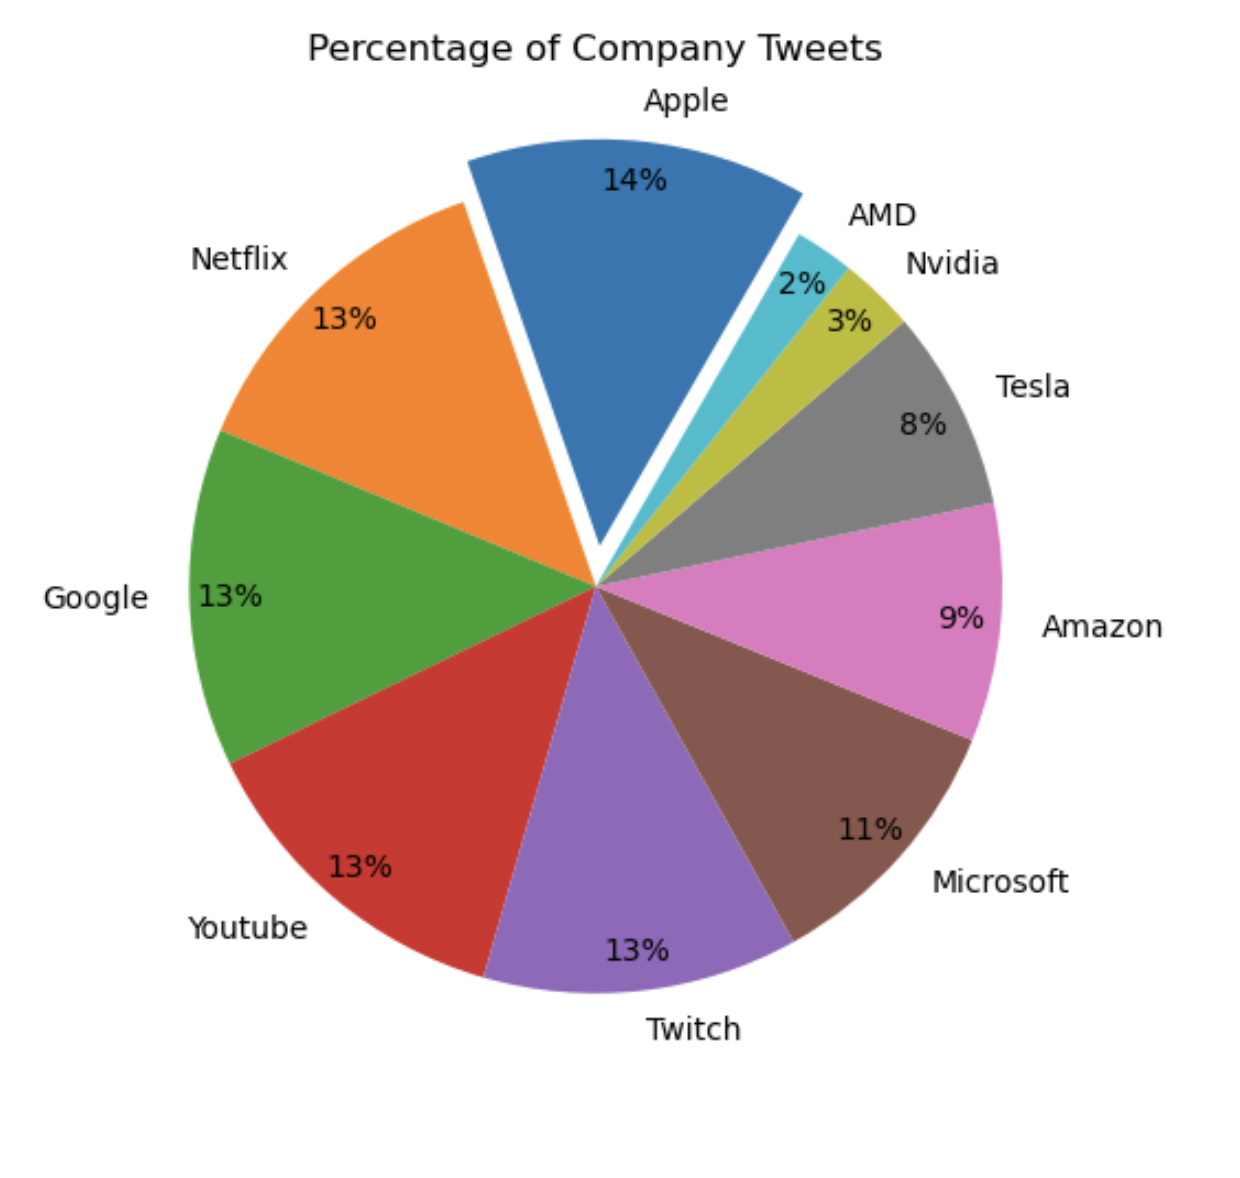 Percentage of Company Tweets
Apple
14%
AMD
2%
Nvidia
3%
Tesla
8%
Amazon
9%
Microsoft
11%
Twitch
13%
Youtube
13%
Google
13%
Netflix
13%